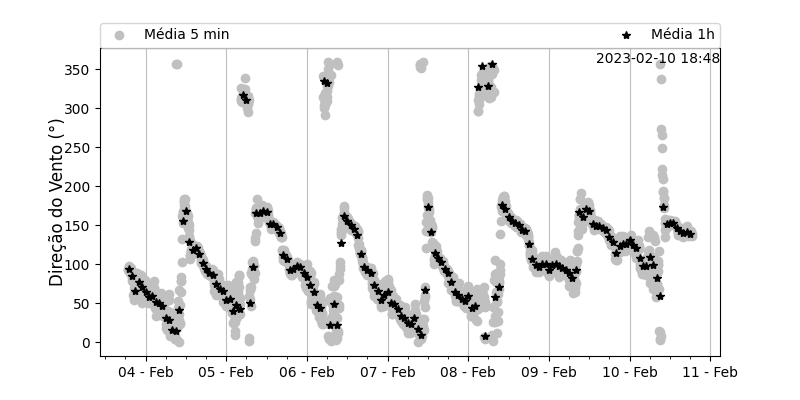 Média 5 min
Média 1h
2023-02-10 18:48
Direção do Vento (°)
350
300
250
200
150
100
50
0
04 - Feb
05 - Feb
06 - Feb
07 - Feb
08 - Feb
09 - Feb
10 - Feb
11 - Feb